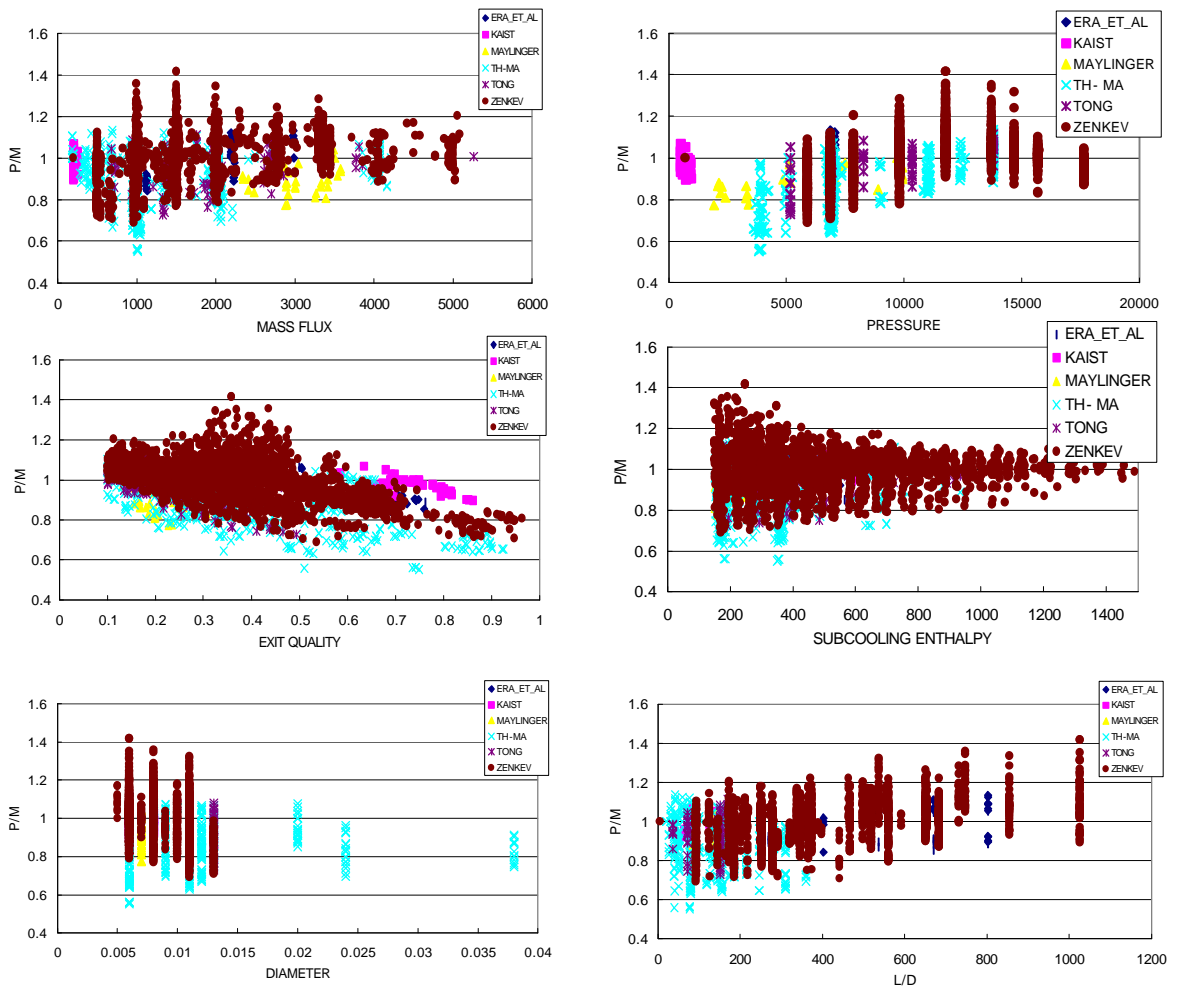 1.6
1.4
1.2
1
0.8
0.6
0.4
P/M
0 1000 2000 3000 4000 5000 6000
MASS FLUX
ERA_ET_AL
KAIST
MAYLINGER
TH-MA
TONG
ZENKEV
1.6
1.4
1.2
1
0.8
0.6
0.4
P/M
0 5000 10000 15000 20000
PRESSURE
ERA_ET_AL
KAIST
MAYLINGER
TH- MA
TONG
ZENKEV
1.6
1.4
1.2
1
0.8
0.6
0.4
P/M
0 0.1 0.2 0.3 0.4 0.5 0.6 0.7 0.8 0.9 1
EXIT QUALITY
ERA_ET_AL
KAIST
MAYLINGER
TH-MA
TONG
ZENKEV
1.6
1.4
1.2
1
0.8
0.6
0.4
P/M
0 200 400 600 800 1000 1200 1400
SUBCOOLING ENTHALPY
ERA_ET_AL
KAIST
MAYLINGER
TH- MA
TONG
ZENKEV
1.6
1.4
1.2
1
0.8
0.6
0.4
P/M
0 0.005 0.01 0.015 0.02 0.025 0.03 0.035 0.04
DIAMETER
ERA_ET_AL
KAIST
MAYLINGER
TH-MA
TONG
ZENKEV
1.6
1.4
1.2
1
0.8
0.6
0.4
P/M
0 200 400 600 800 1000 1200
L/D
ERA_ET_AL
KAIST
MAYLINGER
TH-MA
TONG
ZENKEV